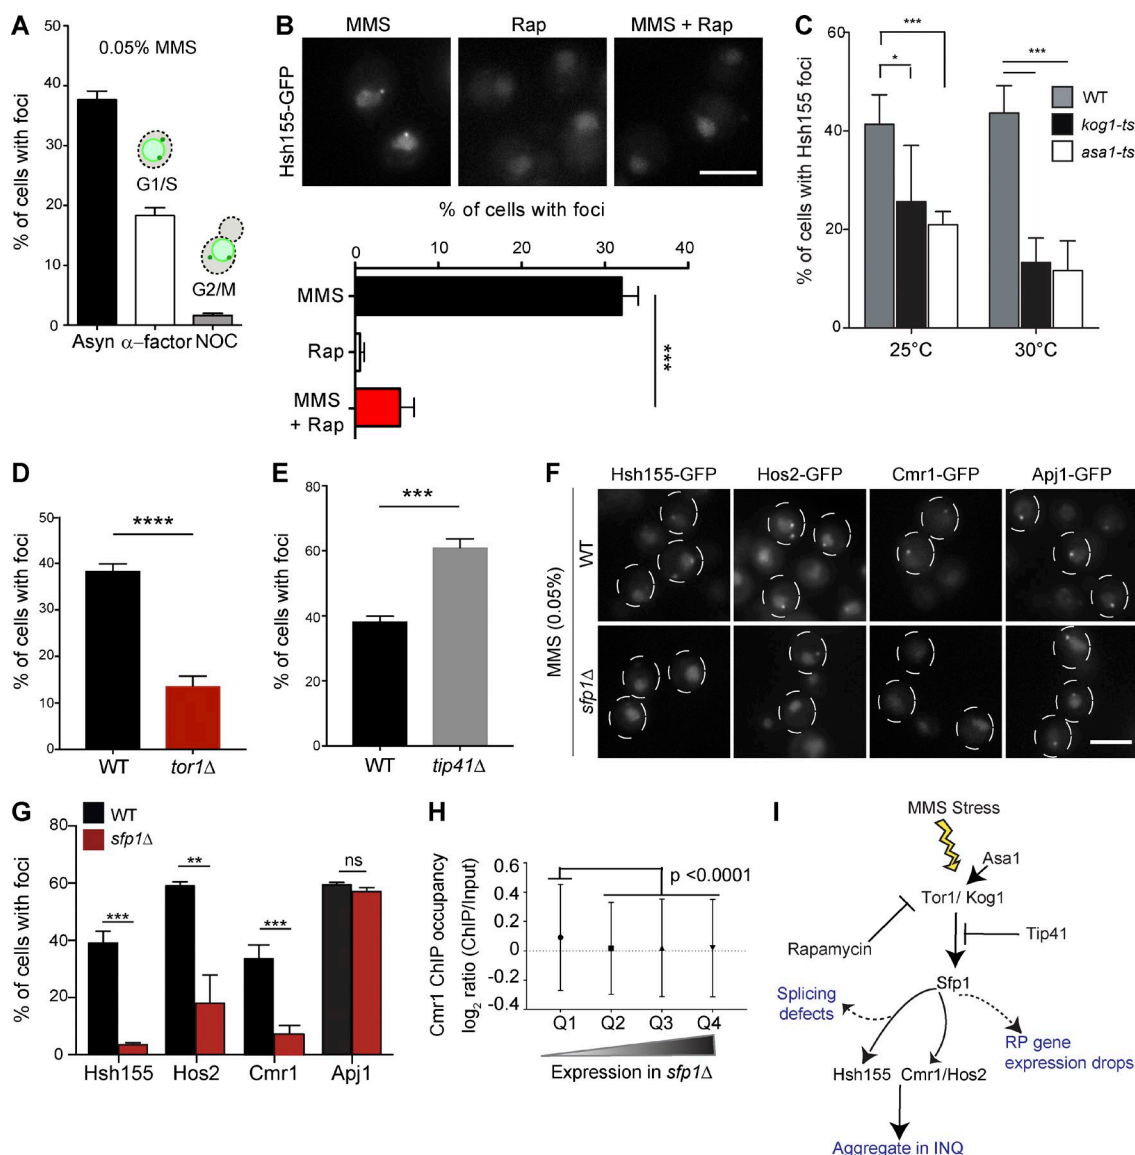 A
50
0.05% MMS
40
30
G1/S
20
10
G2/M
0
% of cells with foci
Asyn α−factor NOC
B
MMS Rap MMS + Rap
Hsh155-GFP
% of cells with foci
0 10 20 30 40
MMS
Rap
MMS
+ Rap
***
C
*** ***
*
60
40
20
0
% of cells with Hsh155 foci
WT
kog1-ts
asa1-ts
25°C 30°C
D
50
40
30
20
10
0
% of cells with foci
****
WT tor1Δ
E
80
60
40
20
0
% of cells with foci
***
WT tip41Δ
F
Hsh155-GFP Hos2-GFP Cmr1-GFP Apj1-GFP
MMS (0.05%)
WT
sfp1Δ
G
WT
sfp1Δ
80
60
40
20
0
% of cells with foci
*** ** *** ns
Hsh155 Hos2 Cmr1 Apj1
H
Cmr1 ChIP occupancy
log2 ratio (ChIP/Input)
0.6
0.4
0.2
0
-0.2
-0.4
p <0.0001
Q1 Q2 Q3 Q4
Expression in sfp1Δ
I
MMS Stress
Asa1
Tor1/ Kog1
Rapamycin
Tip41
Sfp1
Splicing
defects
RP gene
expression drops
Hsh155 Cmr1/Hos2
Aggregate in INQ